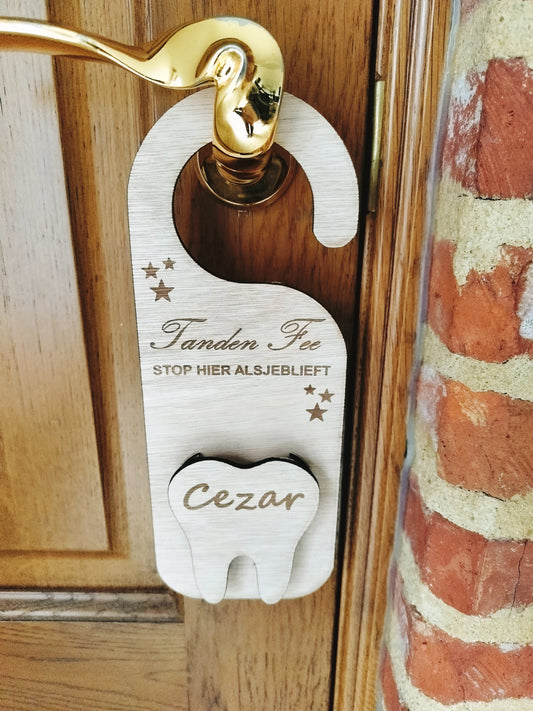 Tanden Fee
STOP HIER ALSJEBLIEFT
Cezar